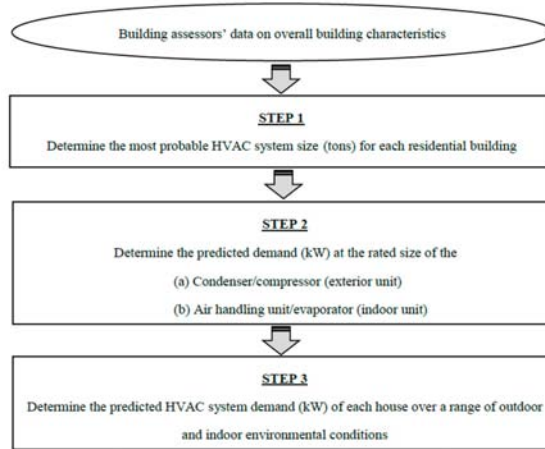 Building assessors' data on overall building characteristics
STEP 1
Determine the most probable HVAC system size (tons) for each residential building
STEP 2
Determine the predicted demand (kW) at the rated size of the
(a) Condenser/compressor (exterior unit)
(b) Air handling unit/evaporator (indoor unit)
STEP 3
Determine the predicted HVAC system demand (kW) of each house over a range of outdoor
and indoor environmental conditions